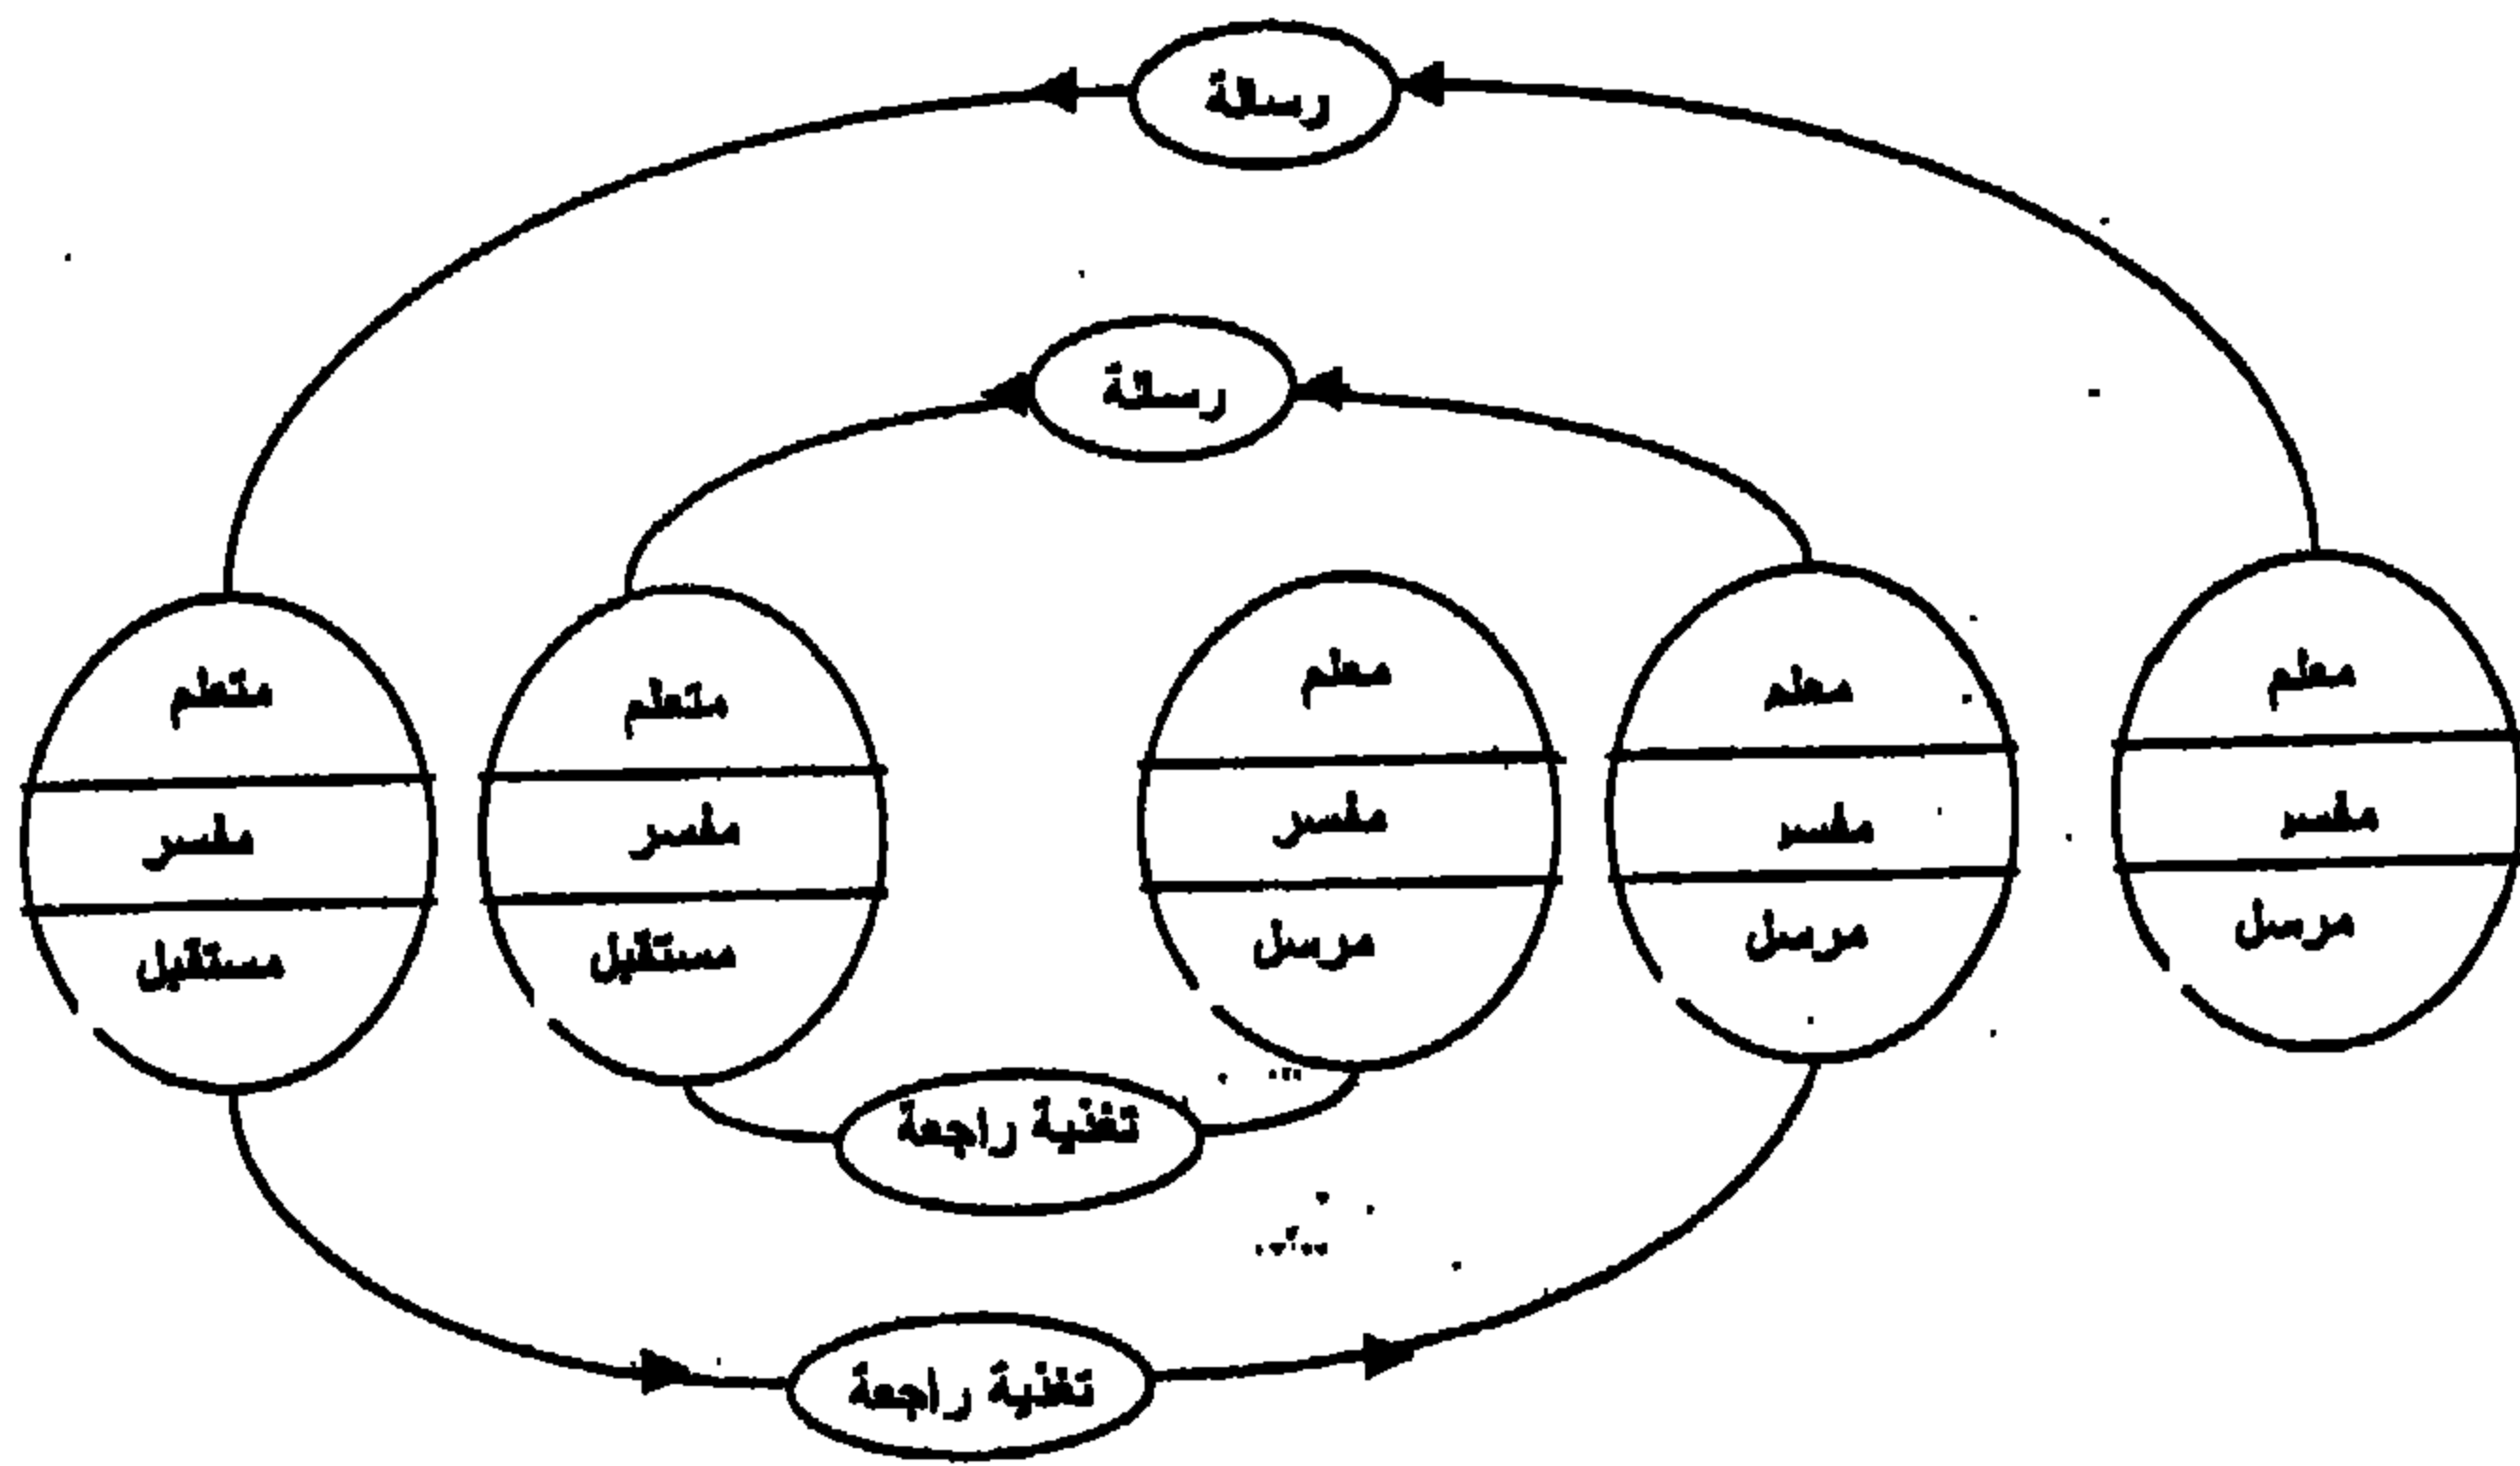 رسالة
رسالة
معلم
مفسر
مرسل
معلم
مفسر
مرسل
معلم
مفسر
مرسل
متعلم
مفسر
مستقبل
متعلم
مفسر
مستقبل
تغذية راجعة
تغذية راجعة